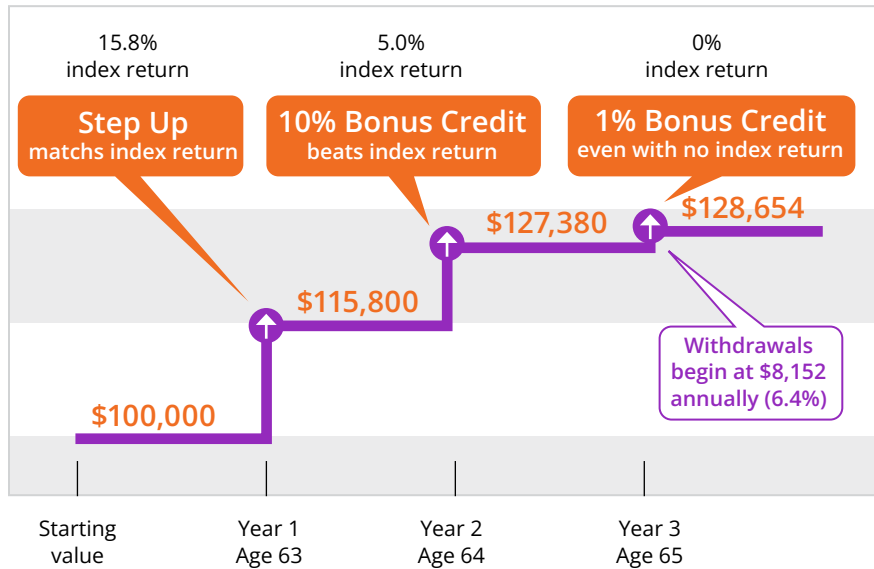 15.8%
index return
5.0%
index return
0%
index return
Step Up
matchs index return
10% Bonus Credit
beats index return
1% Bonus Credit
even with no index return
$100,000
$115,800
$127,380
$128,654
Withdrawals
begin at $8,152
annually (6.4%)
Starting
value
Year 1
Age 63
Year 2
Age 64
Year 3
Age 65